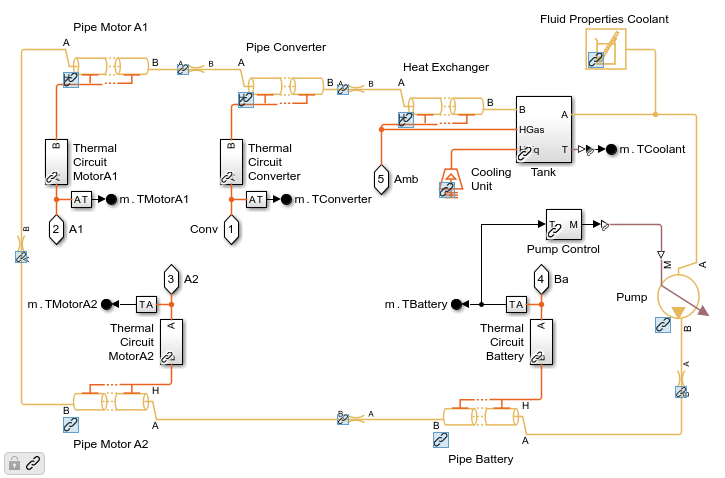 Pipe Motor A1
Fluid Properties Coolant
A
B
A
B
Pipe Converter
A
B
A
B
Heat Exchanger
A
B
H
H
H
B
HGas
A
T
Tank
m.TCoolant
B
Thermal
Circuit
MotorA1
B
Thermal
Circuit
Converter
5
Amb
Cooling
Unit
AT
m.TMotorA1
AT
m.TConverter
2
A1
Conv
1
B
T
M
Pump Control
M
A
3
A2
4
Ba
m.TMotorA2
TA
m.TBattery
TA
Pump
B
A
Thermal
Circuit
MotorA2
A
Thermal
Circuit
Battery
A
H
B
A
Pipe Motor A2
B
A
H
B
A
Pipe Battery